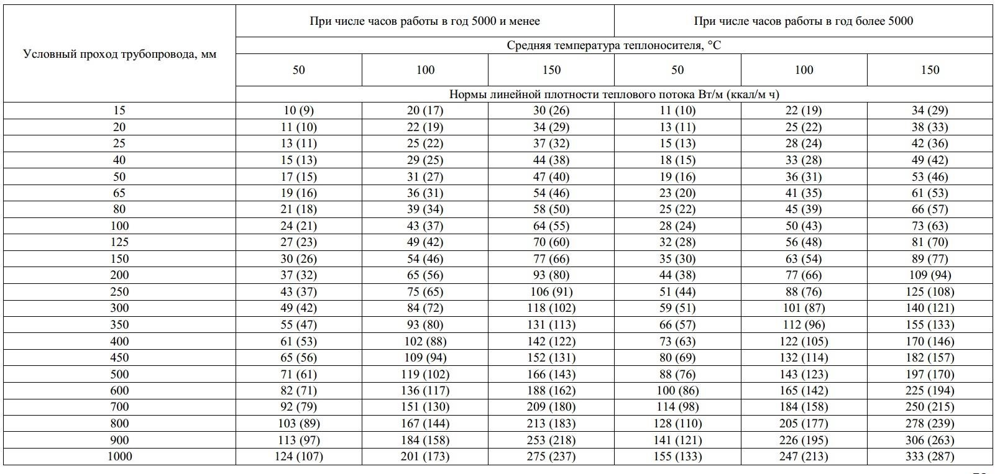 Условный проход трубопровода, мм
При числе часов работы в год 5000 и менее При числе часов работы в год более 5000
Средняя температура теплоносителя, °С
50 100 150 50 100 150
Нормы линейной плотности теплового потока Вт/м (ккал/м ч)
15 10 (9) 20 (17) 30 (26) 11 (10) 22 (19) 34 (29)
20 11 (10) 22 (19) 34 (29) 13 (11) 25 (22) 38 (33)
25 13 (11) 25 (22) 37 (32) 15 (13) 28 (24) 42 (36)
40 15 (13) 29 (25) 44 (38) 18 (15) 33 (28) 49 (42)
50 17 (15) 31 (27) 47 (40) 19 (16) 36 (31) 53 (46)
65 19 (16) 36 (31) 54 (46) 23 (20) 41 (35) 61 (53)
80 21 (18) 39 (34) 58 (50) 25 (22) 45 (39) 66 (57)
100 24 (21) 43 (37) 64 (55) 28 (24) 50 (43) 73 (63)
125 27 (23) 49 (42) 70 (60) 32 (28) 56 (48) 81 (70)
150 30 (26) 54 (46) 77 (66) 35 (30) 63 (54) 89 (77)
200 37 (32) 65 (56) 93 (80) 44 (38) 77 (66) 109 (94)
250 43 (37) 75 (65) 106 (91) 51 (44) 88 (76) 125 (108)
300 49 (42) 84 (72) 118 (102) 59 (51) 101 (87) 140 (121)
350 55 (47) 93 (80) 131 (113) 66 (57) 112 (96) 155 (133)
400 61 (53) 102 (88) 142 (122) 73 (63) 122 (105) 170 (146)
450 65 (56) 109 (94) 152 (131) 80 (69) 132 (114) 182 (157)
500 71 (61) 119 (102) 166 (143) 88 (76) 143 (123) 197 (170)
600 82 (71) 136 (117) 188 (162) 100 (86) 165 (142) 225 (194)
700 92 (79) 151 (130) 209 (180) 114 (98) 184 (158) 250 (215)
800 103 (89) 167 (144) 213 (183) 128 (110) 205 (177) 278 (239)
900 113 (97) 184 (158) 253 (218) 141 (121) 226 (195) 306 (263)
1000 124 (107) 201 (173) 275 (237) 155 (133) 247 (213) 333 (287)